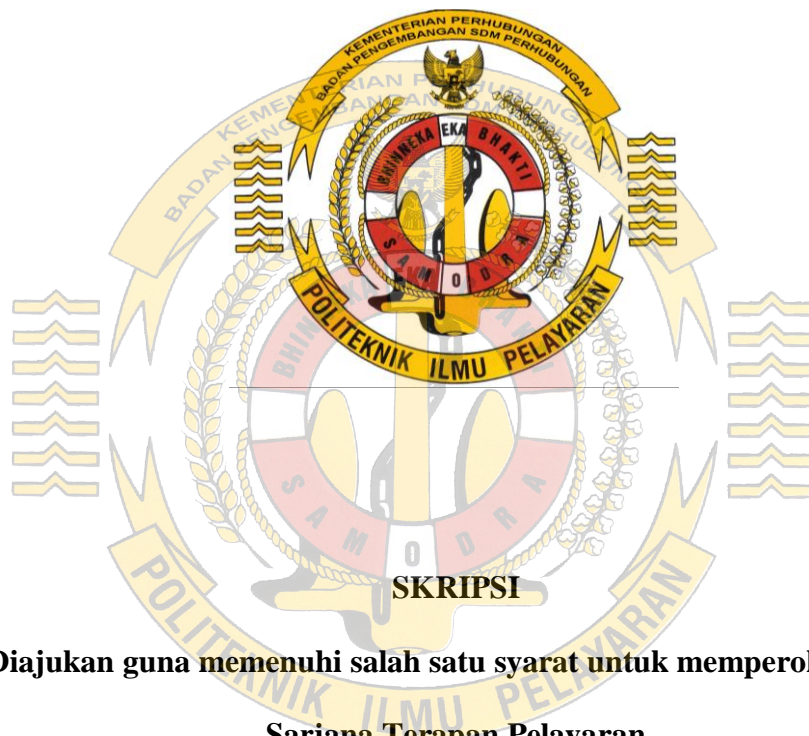 KEMENTERIAN PERHUBUNGAN
BADAN PENGEMBANGAN SDM PERHUBUNGAN
BHINNEKA EKA BHAKTI
SAMODRA
POLITEKNIK ILMU PELAYARAN
SKRIPSI
Diajukan guna memenuhi salah satu syarat untuk memperol
Sarjana Terapan Pelayaran